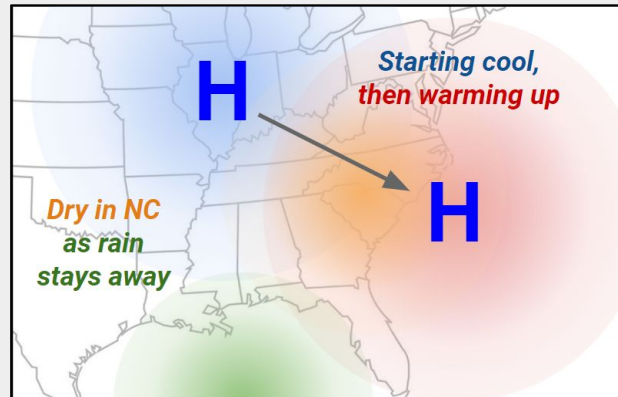 H
Starting cool,
then warming up
H
Dry in NC
as rain
stays away